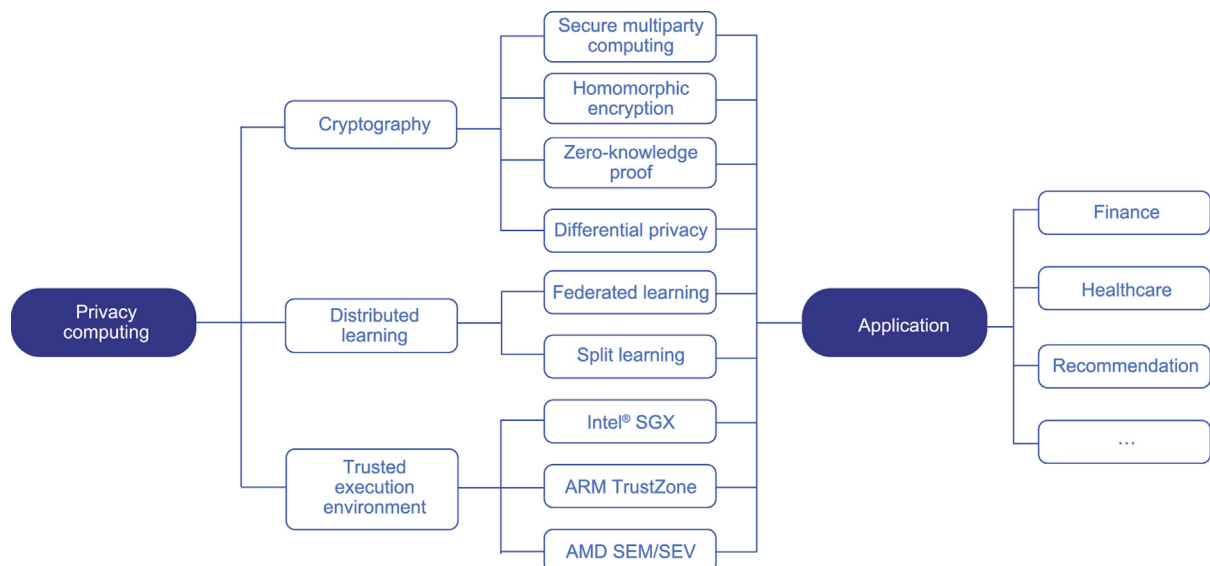 Privacy
computing
Cryptography
Distributed
learning
Trusted
execution
environment
Secure multiparty
computing
Homomorphic
encryption
Zero-knowledge
proof
Differential privacy
Federated learning
Split learning
Intel® SGX
ARM TrustZone
AMD SEM/SEV
Application
Finance
Healthcare
Recommendation
…